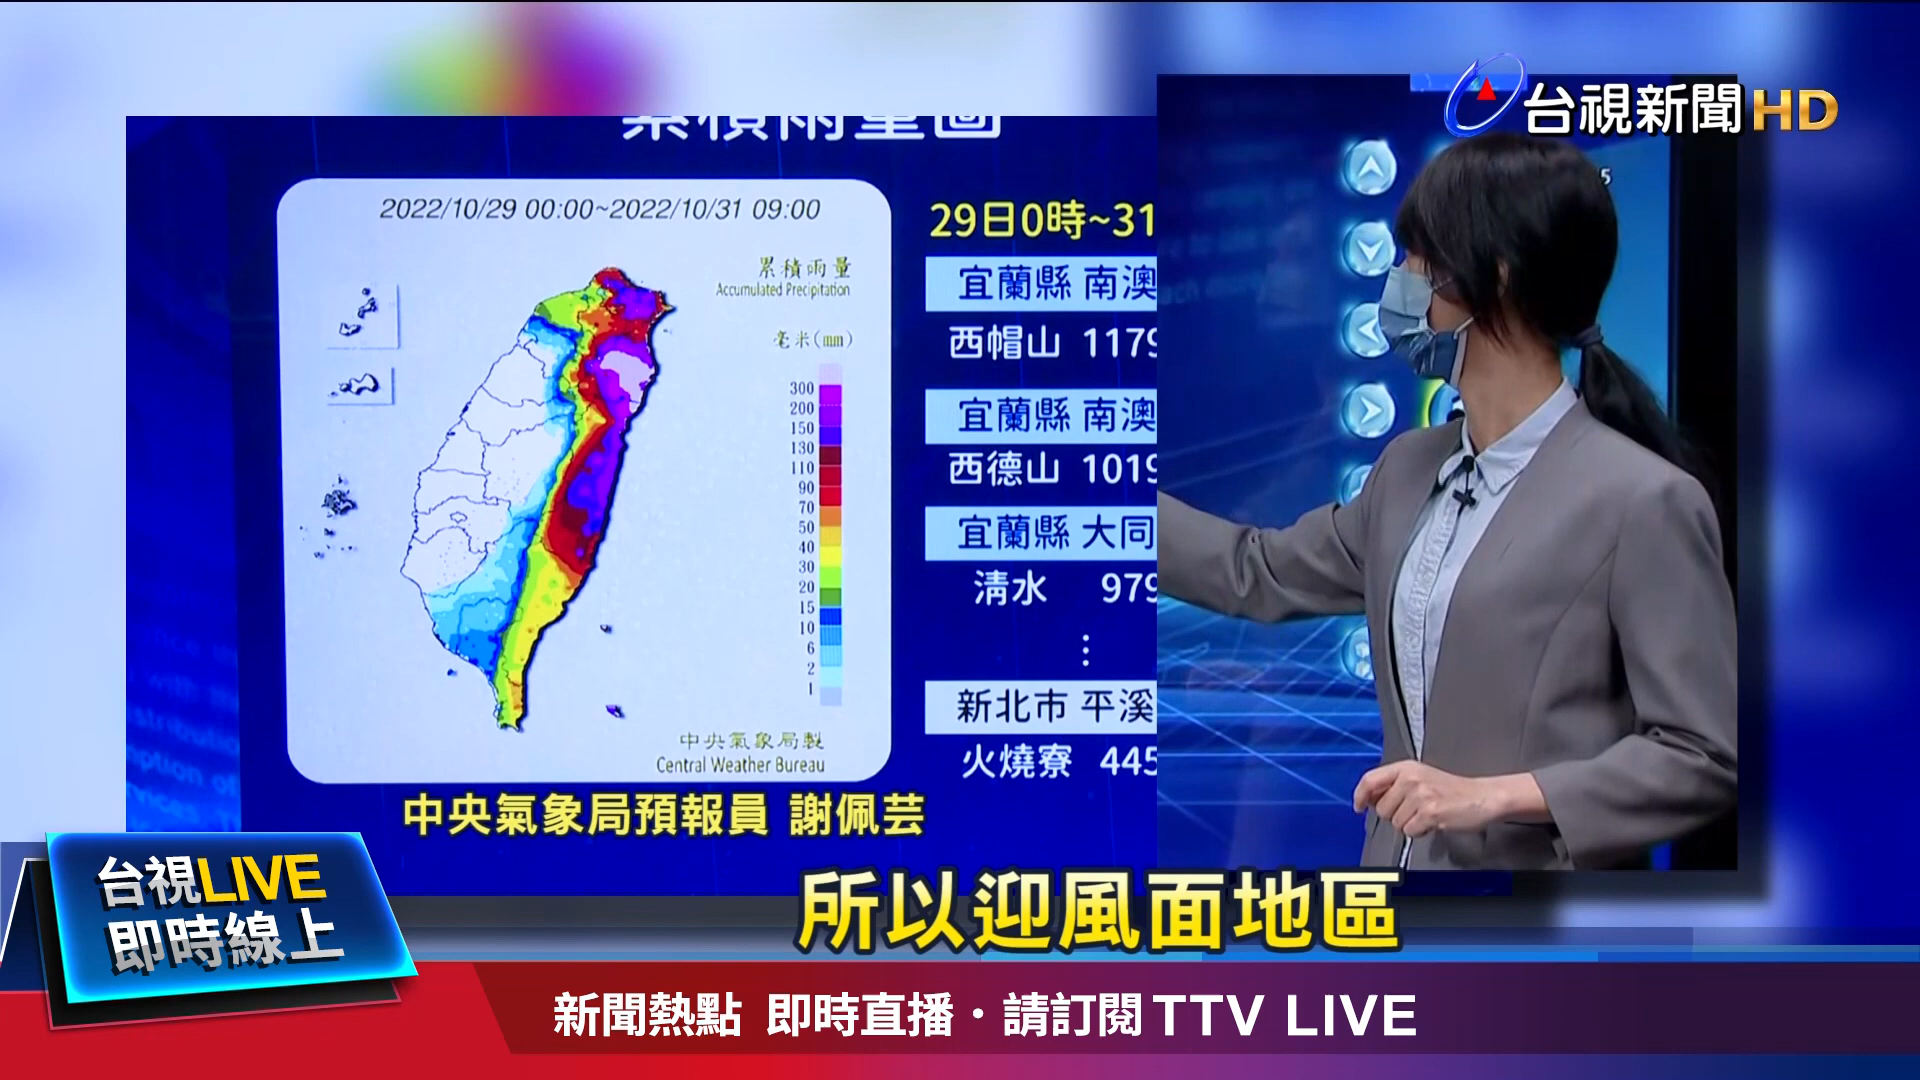 台視新聞HD
累積雨量圖
2022/10/29 00:00~2022/10/31 09:00
累積雨量
Accumulated Precipitation
毫米(mm)
300
200
150
130
110
90
70
50
40
30
20
15
10
6
2
1
中央氣象局製
Central Weather Bureau
29日0時~31
宜蘭縣 南澳
西帽山 1179
宜蘭縣 南澳
西德山 1019
宜蘭縣 大同
清水 979
⋮
新北市 平溪
火燒寮 445
5
中央氣象局預報員 謝佩芸
所以迎風面地區
台視LIVE
即時線上
新聞熱點 即時直播·請訂閱TTV LIVE